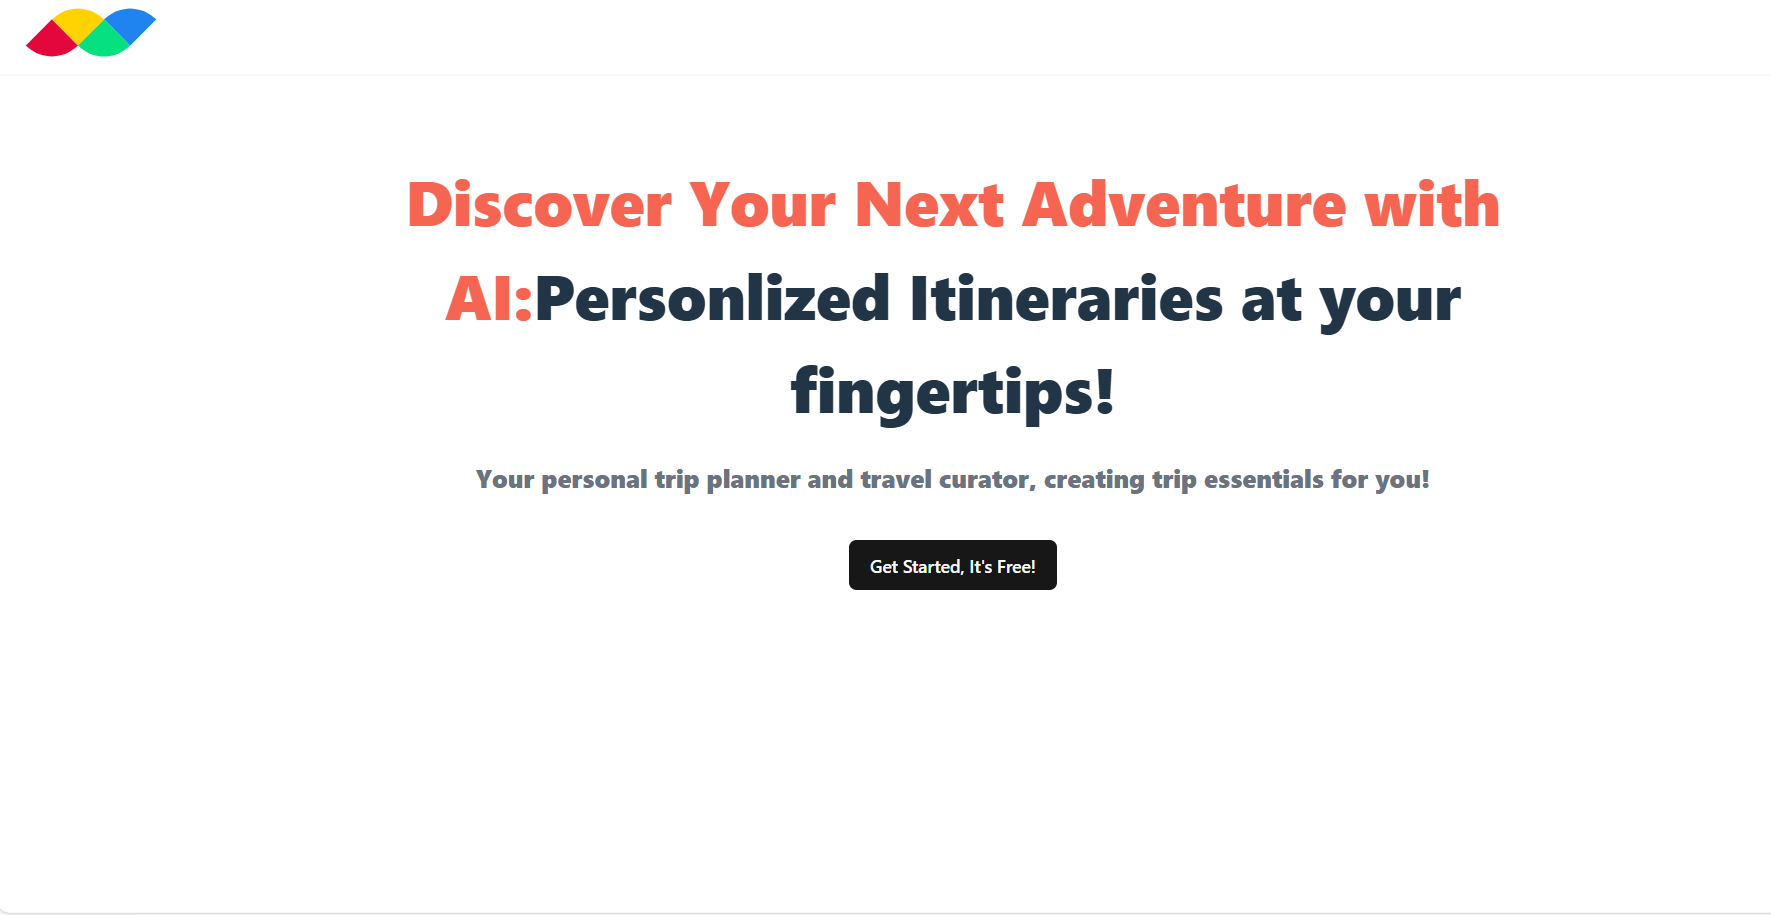 Discover Your Next Adventure with
AI:Personlized Itineraries at your
fingertips!
Your personal trip planner and travel curator, creating trip essentials for you!
Get Started, It's Free!